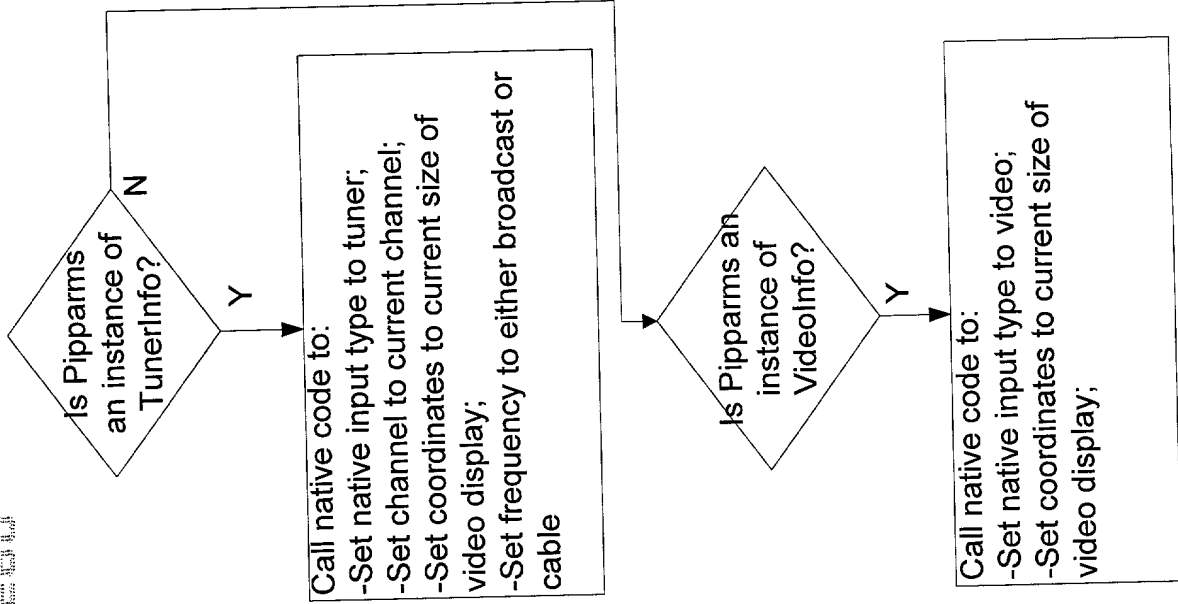 Is Pipparms
an instance of
TunerInfo?
N
Y
Call native code to:
-Set native input type to tuner;
-Set channel to current channel;
-Set coordinates to current size of
video display;
-Set frequency to either broadcast or
cable
Is Pipparms an
instance of
VideoInfo?
Y
Call native code to:
-Set native input type to video;
-Set coordinates to current size of
video display;